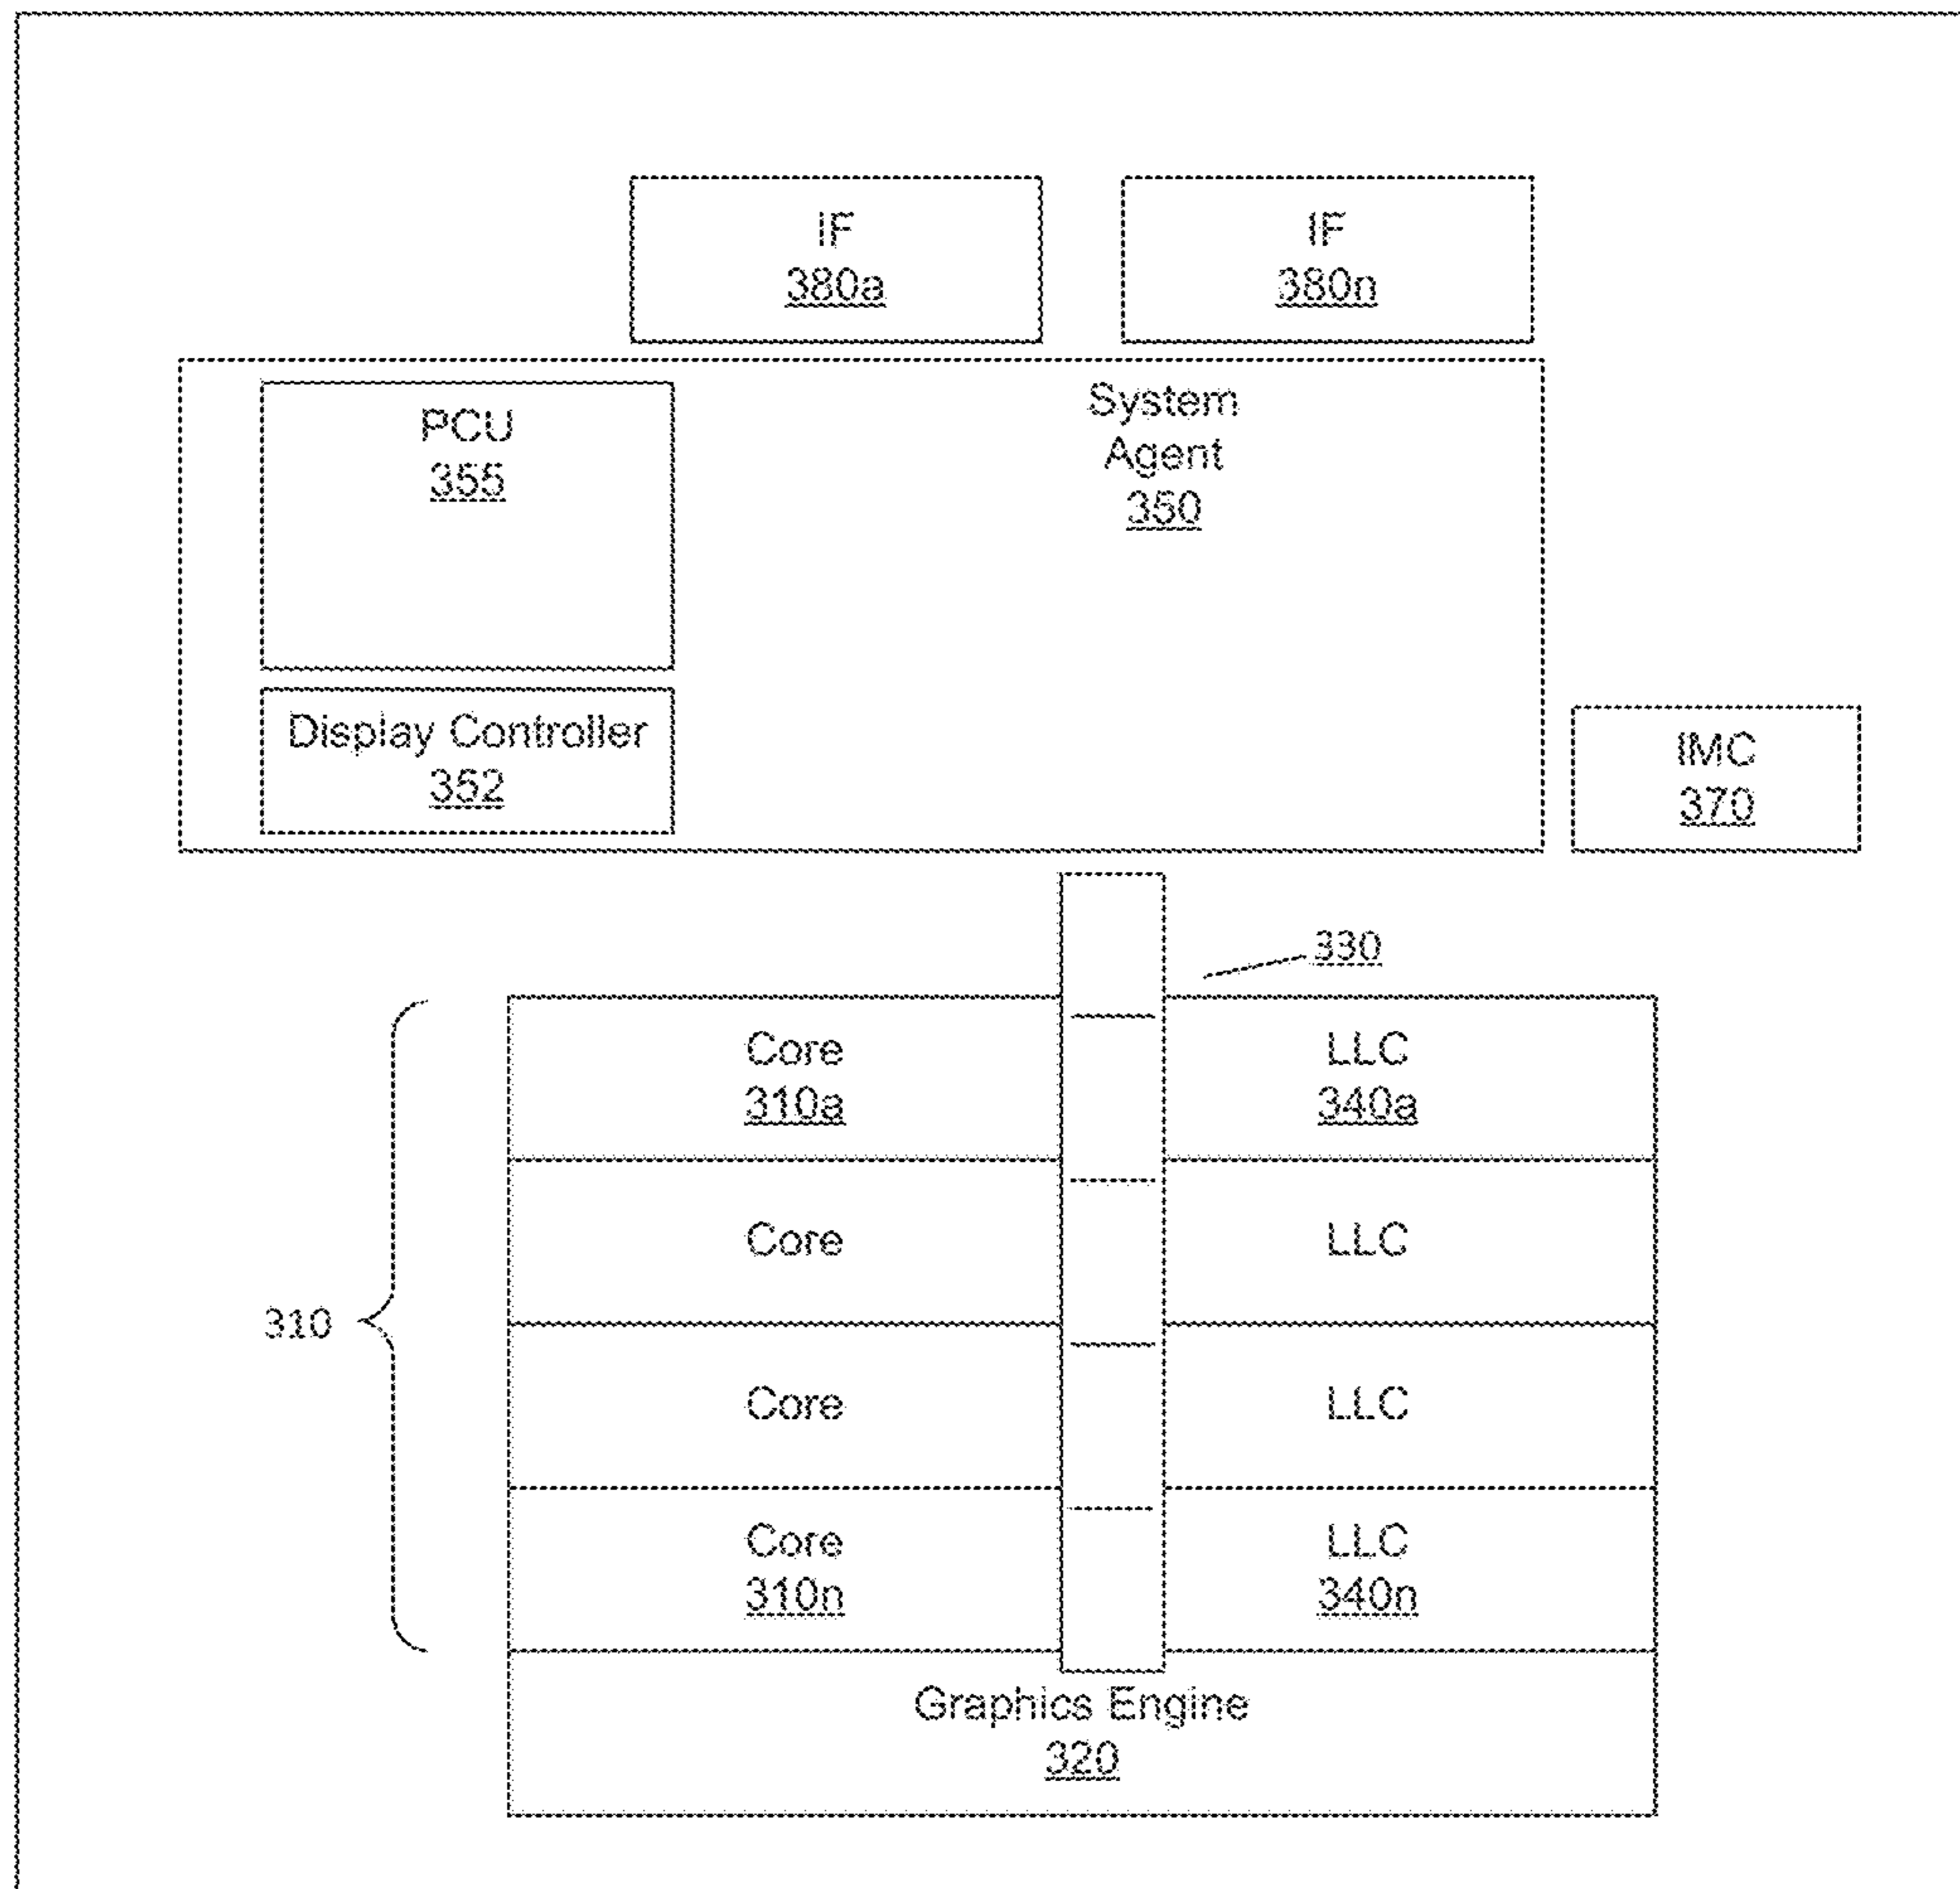 IF
380a
IF
380n
PCU
355
System
Agent
350
Display Controller
352
IMC
370
330
310
Core
310a
LLC
340a
Core
LLC
Core
LLC
Core
310n
LLC
340n
Graphics Engine
320